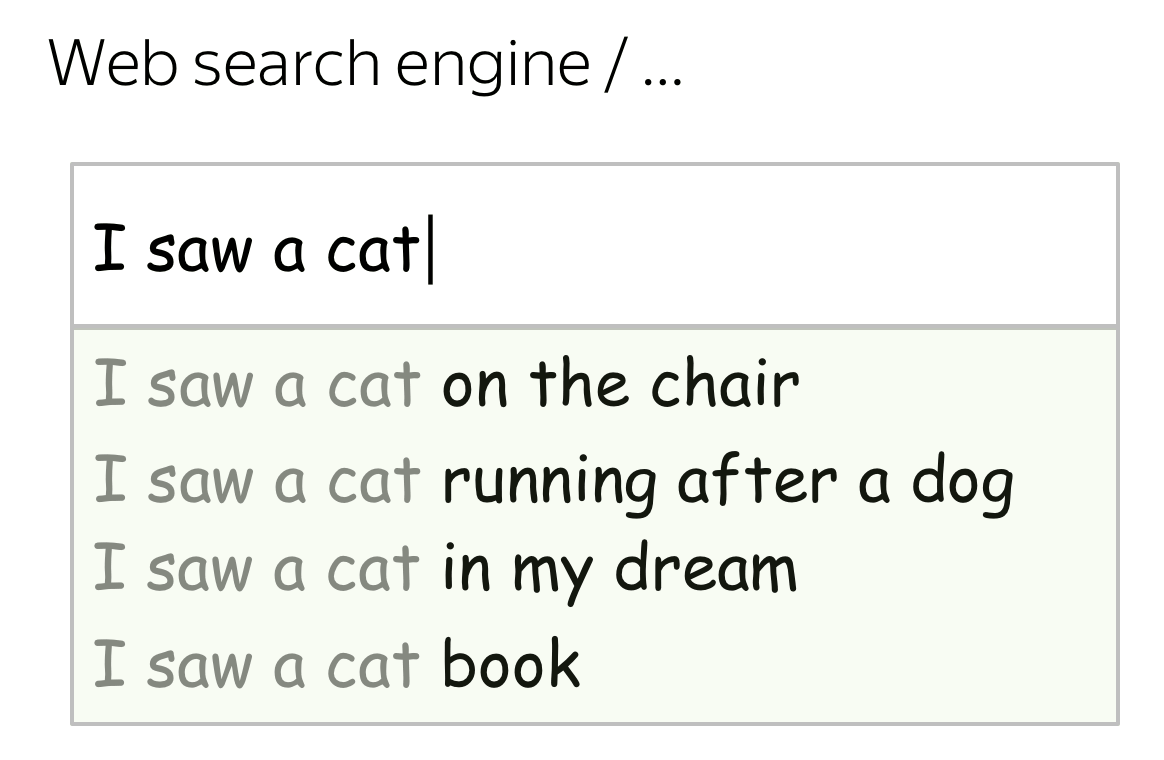 Web search engine / ...
I saw a cat
I saw a cat on the chair
I saw a cat running after a dog
I saw a cat in my dream
I saw a cat book